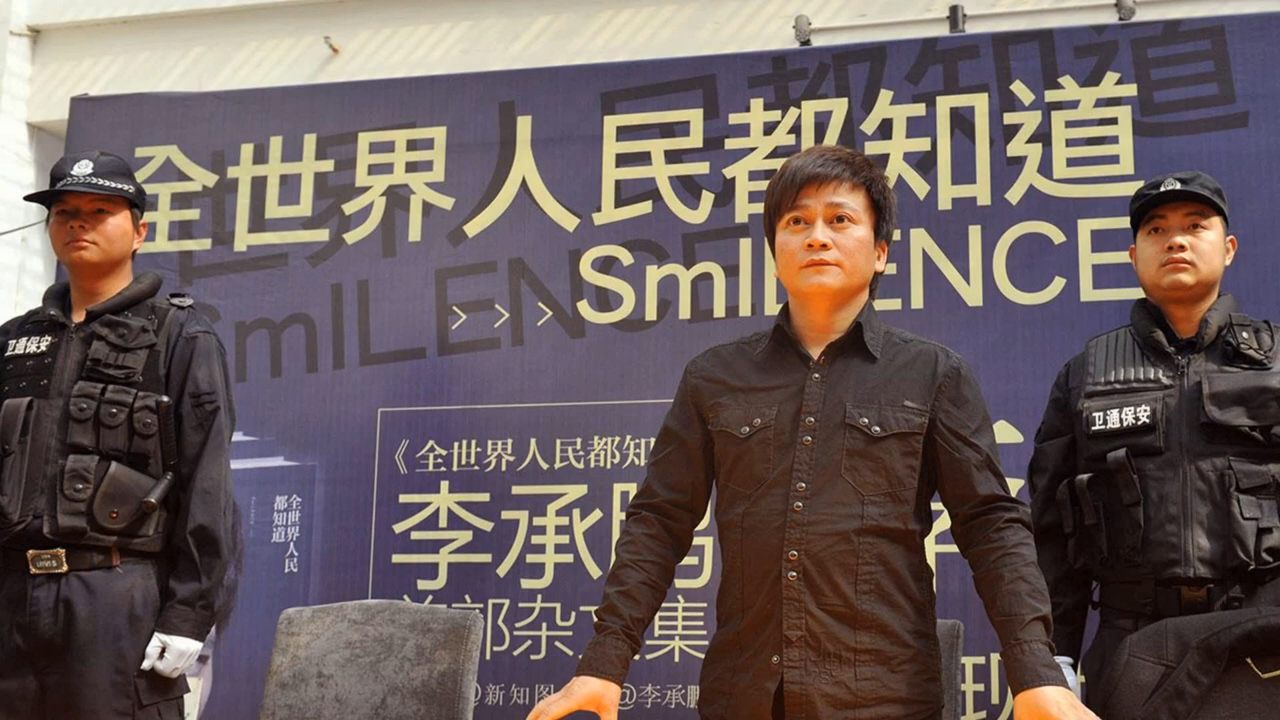 全世界人民都知道
>>> SmILENCE
《全世界人民都知
李承鹏
首部杂文集
@新知图 @李承鹏
全世界人民
都知道
卫通保安
卫通保安